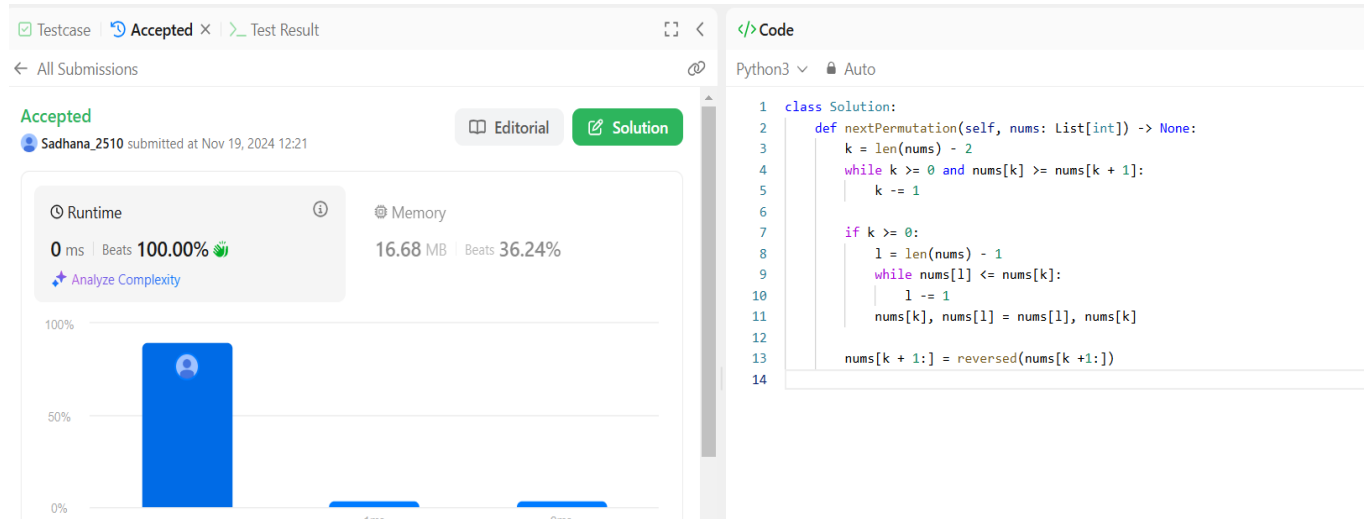 Testcase Accepted × >_ Test Result
← All Submissions
Accepted
Sadhana_2510 submitted at Nov 19, 2024 12:21
Editorial
Solution
Runtime
0 ms | Beats 100.00%
Analyze Complexity
Memory
16.68 MB | Beats 36.24%
100%
50%
0%
</> Code
Python3 Auto
1 class Solution:
2     def nextPermutation(self, nums: List[int]) -> None:
3         k = len(nums) - 2
4         while k >= 0 and nums[k] >= nums[k + 1]:
5             k -= 1
6
7         if k >= 0:
8             l = len(nums) - 1
9             while nums[l] <= nums[k]:
10                 l -= 1
11             nums[k], nums[l] = nums[l], nums[k]
12
13         nums[k + 1:] = reversed(nums[k +1:])
14